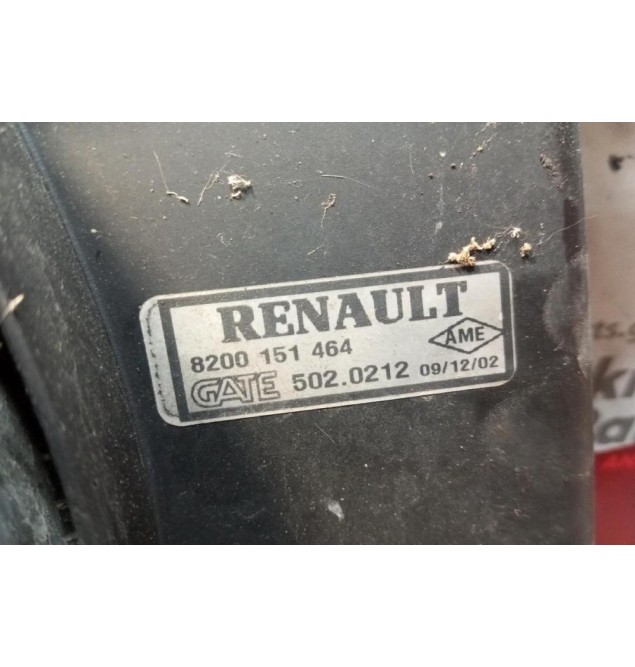 RENAULT
8200 151 464
AME
GATE 502.0212 09/12/02